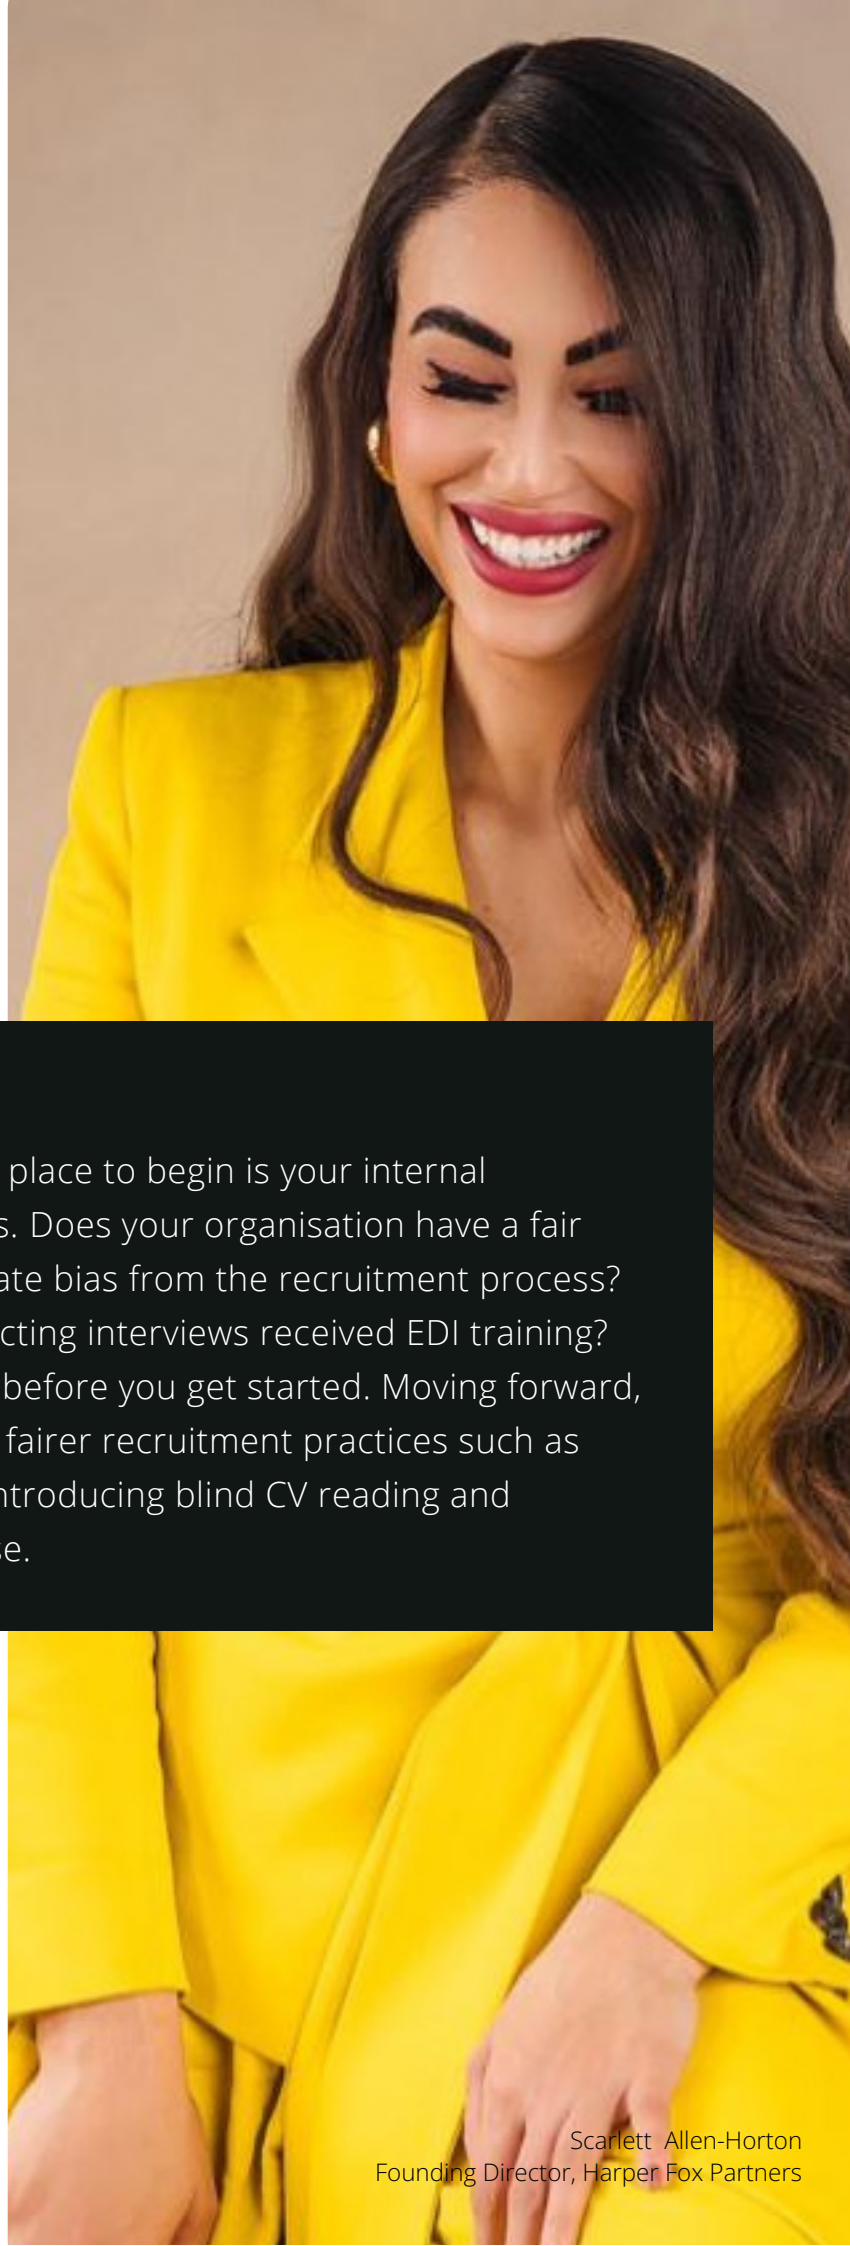 place to begin is your internal
s. Does your organisation have a fair
ate bias from the recruitment process?
cting interviews received EDI training?
before you get started. Moving forward,
fairer recruitment practices such as
ntroducing blind CV reading and
se.
Scarlett Allen-Horton
Founding Director, Harper Fox Partners